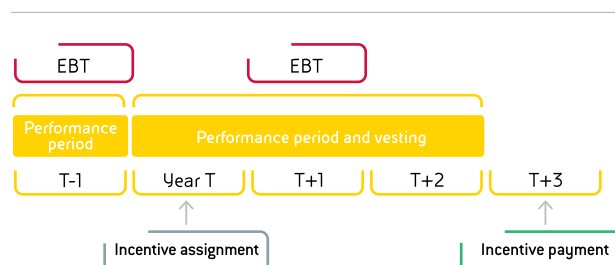 EBT
EBT
Performance
period
Performance period and vesting
T-1
Year T
T+1
T+2
T+3
Incentive assignment
Incentive payment